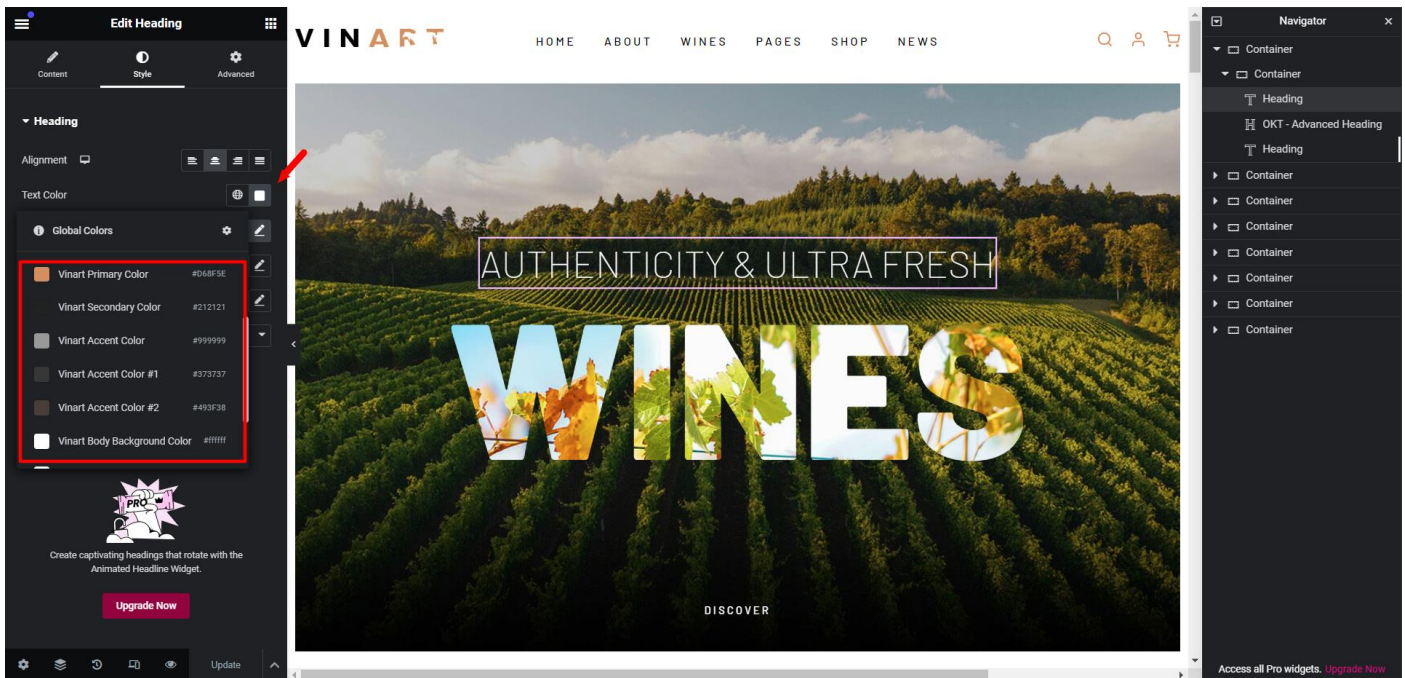 Edit Heading
Content
Style
Advanced
Heading
Alignment
Text Color
Global Colors
Vinart Primary Color #D68F5E
Vinart Secondary Color #212121
Vinart Accent Color #999999
Vinart Accent Color #1 #373737
Vinart Accent Color #2 #493F38
Vinart Body Background Color #ffffff
PRO
Create captivating headings that rotate with the
Animated Headline Widget.
Upgrade Now
Update
VINART
HOME ABOUT WINES PAGES SHOP NEWS
AUTHENTICITY & ULTRA FRESH
WINES
DISCOVER
Navigator
Container
Container
Heading
OKT - Advanced Heading
Heading
Container
Container
Container
Container
Container
Container
Container
Access all Pro widgets. Upgrade Now